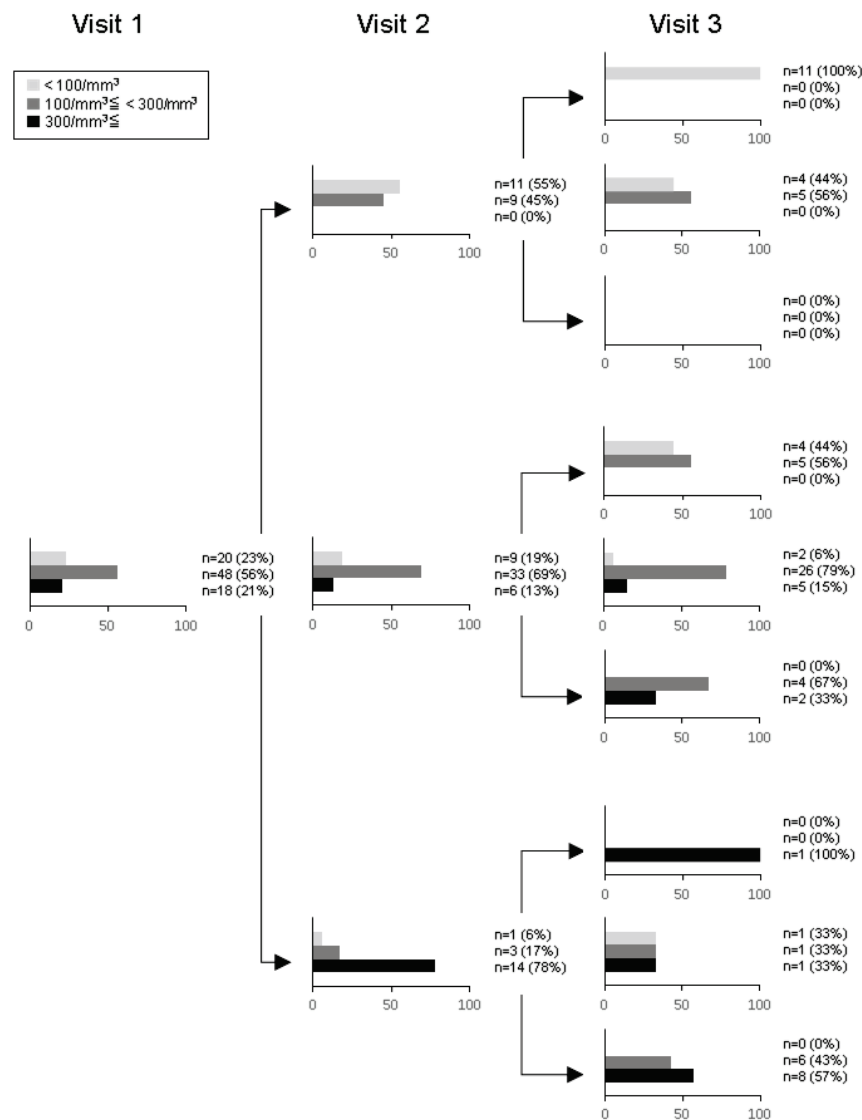 Visit 1
Visit 2
Visit 3
< 100/mm³
100/mm³≦ < 300/mm³
300/mm³≦
n=11 (100%)
n=0 (0%)
n=0 (0%)
0 50 100
n=11 (55%)
n=9 (45%)
n=0 (0%)
0 50 100
n=4 (44%)
n=5 (56%)
n=0 (0%)
0 50 100
n=0 (0%)
n=0 (0%)
n=0 (0%)
0 50 100
n=4 (44%)
n=5 (56%)
n=0 (0%)
0 50 100
n=20 (23%)
n=48 (56%)
n=18 (21%)
0 50 100
n=9 (19%)
n=33 (69%)
n=6 (13%)
0 50 100
n=2 (6%)
n=26 (79%)
n=5 (15%)
0 50 100
n=0 (0%)
n=4 (67%)
n=2 (33%)
0 50 100
n=0 (0%)
n=0 (0%)
n=1 (100%)
0 50 100
n=1 (6%)
n=3 (17%)
n=14 (78%)
0 50 100
n=1 (33%)
n=1 (33%)
n=1 (33%)
0 50 100
n=0 (0%)
n=6 (43%)
n=8 (57%)
0 50 100